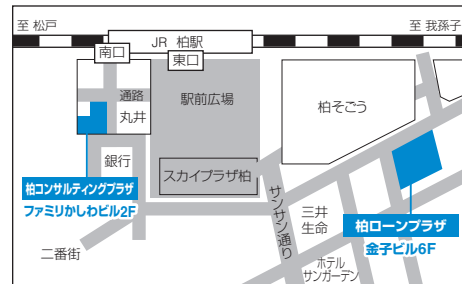 至 松戸
至 我孫子
JR 柏駅
南口
東口
通路
丸井
駅前広場
柏そごう
銀行
スカイプラザ柏
柏コンサルティングプラザ
ファミリかしわビル2F
サンサン通り
三井
生命
柏ローンプラザ
金子ビル6F
二番街
ホテル
サンガーデン